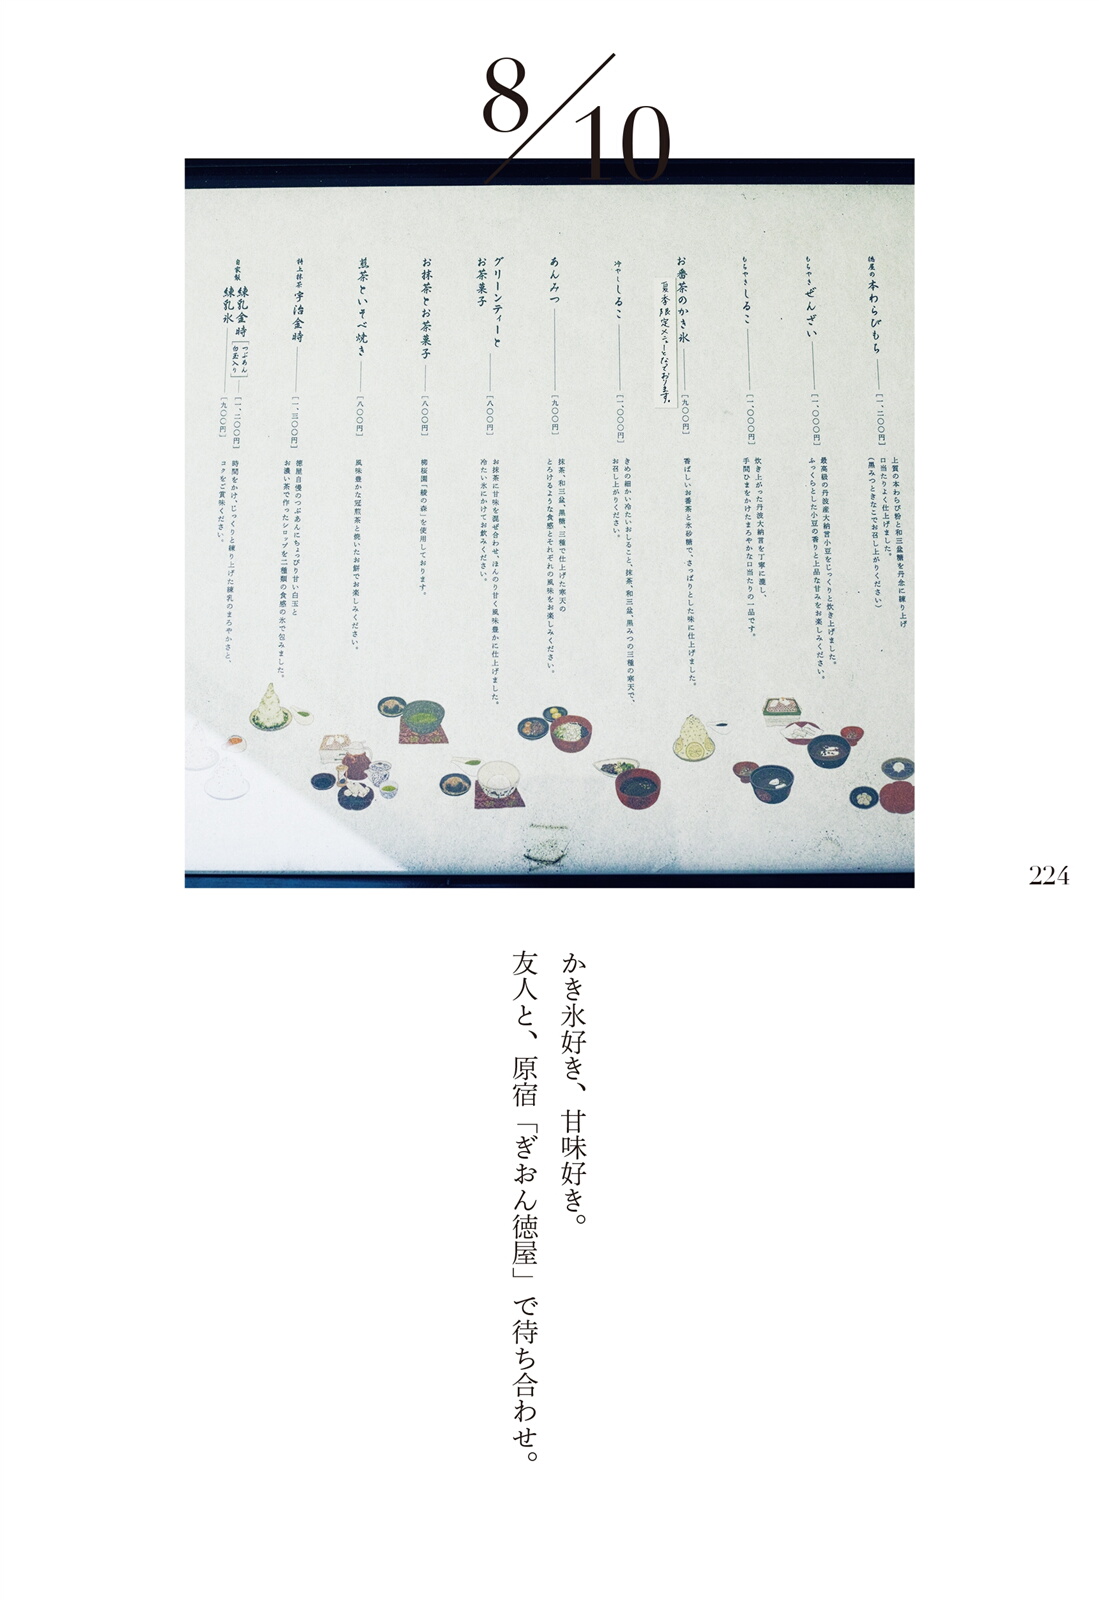 8/10
徳屋の本わらびもち
[一、二〇〇円]
上質の本わらび粉と和三盆糖を丹念に練り上げ
口当たりよく仕上げました。
(黒みつときなこでお召し上がりください)
もちやきぜんざい
[一、〇〇〇円]
最高級の丹波産大納言小豆をじっくりと炊き上げました。
ふっくらとした小豆の香りと上品な甘みをお楽しみください。
もちやきしるこ
[一、〇〇〇円]
炊き上がった丹波大納言を丁寧に漉し、
手間ひまをかけたまろやかな口当たりの一品です。
お番茶のかき氷
夏季限定メニューとなっております。
[九〇〇円]
香ばしいお番茶と氷砂糖で、さっぱりとした味に仕上げました。
冷やししるこ
[一、〇〇〇円]
きめの細かい冷たいおしること、抹茶、和三盆、黒みつの三種の寒天で、
お召し上がりください。
あんみつ
[九〇〇円]
抹茶、和三盆、黒糖、三種で仕上げた寒天の
とろけるような食感とそれぞれの風味をお楽しみください。
グリーンティーと
お茶菓子
[八〇〇円]
お抹茶に甘味を混ぜ合わせ、ほんのり甘く風味豊かに仕上げました。
冷たい氷にかけてお飲みください。
お抹茶とお茶菓子
[八〇〇円]
柳桜園「綾の森」を使用しております。
煎茶といそべ焼き
[八〇〇円]
風味豊かな冠煎茶と焼いたお餅でお楽しみください。
特上抹茶 宇治金時
[一、三〇〇円]
徳屋自慢のつぶあんにちょっぴり甘い白玉と
お濃い茶で作ったシロップを二種類の食感の氷で包みました。
自家製
練乳金時
[つぶあん 白玉入り]
[一、二〇〇円]
練乳氷
[九〇〇円]
時間をかけ、じっくりと練り上げた練乳のまろやかさと、
コクをご賞味ください。
224
かき氷好き、甘味好き。
友人と、原宿「ぎおん徳屋」で待ち合わせ。